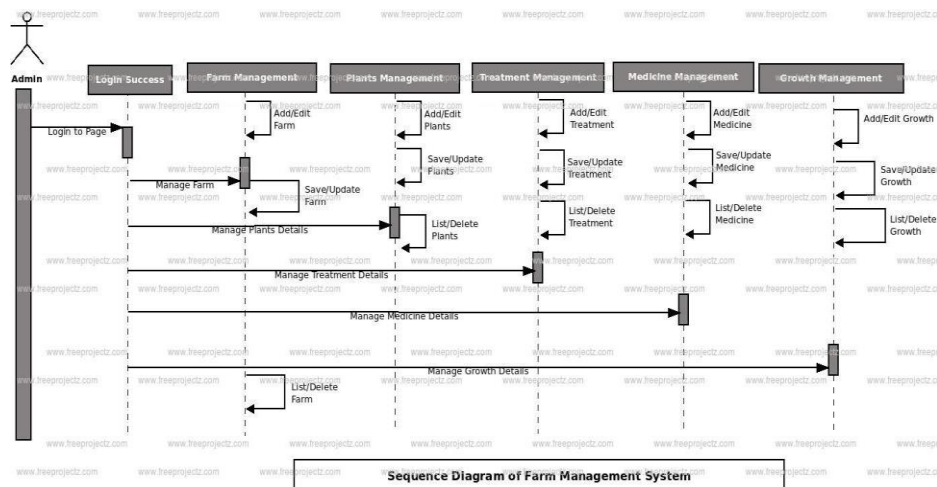 Admin
Login Success
Farm Management
Plants Management
Treatment Management
Medicine Management
Growth Management
Login to Page
Add/Edit
Farm
Add/Edit
Plants
Add/Edit
Treatment
Add/Edit
Medicine
Add/Edit Growth
Manage Farm
Save/Update
Farm
Save/Update
Plants
Save/Update
Treatment
Save/Update
Medicine
Save/Update
Growth
Manage Plants Details
List/Delete
Plants
List/Delete
Treatment
List/Delete
Medicine
List/Delete
Growth
Manage Treatment Details
Manage Medicine Details
Manage Growth Details
List/Delete
Farm
Sequence Diagram of Farm Management System
www.freeprojectz.com